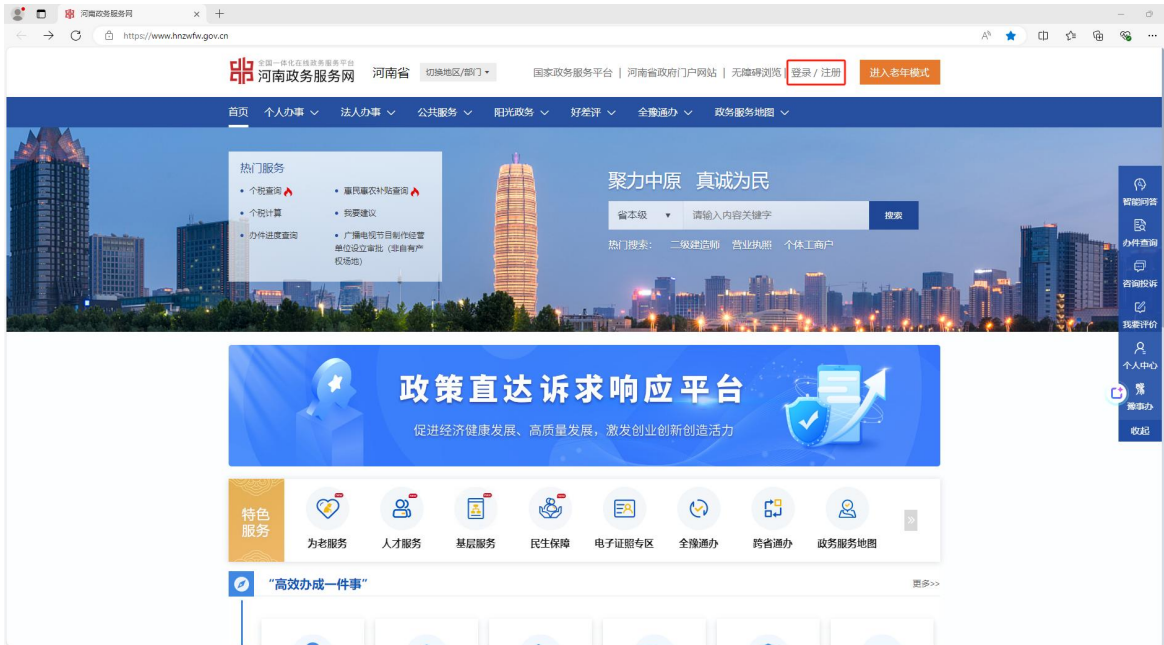 河南政务服务网
https://www.hnzwfw.gov.cn
全国一体化在线政务服务平台
河南政务服务网
河南省
切换地区/部门
国家政务服务平台 | 河南省政府门户网站 | 无障碍浏览 | 登录 / 注册
进入老年模式
首页 个人办事 法人办事 公共服务 阳光政务 好差评 全豫通办 政务服务地图
热门服务
• 个税查询 • 惠民惠农补贴查询
• 个税计算 • 我要建议
• 办件进度查询 • 广播电视节目制作经营
单位设立审批（非自有产
权场地）
聚力中原 真诚为民
省本级 请输入内容关键字 搜索
热门搜索： 二级建造师 营业执照 个体工商户
智能问答
办件查询
咨询投诉
我要评价
个人中心
豫事办
收起
政策直达诉求响应平台
促进经济健康发展、高质量发展，激发创业创新创造活力
特色
服务
为老服务 人才服务 基层服务 民生保障 电子证照专区 全豫通办 跨省通办 政务服务地图
“高效办成一件事”
更多>>